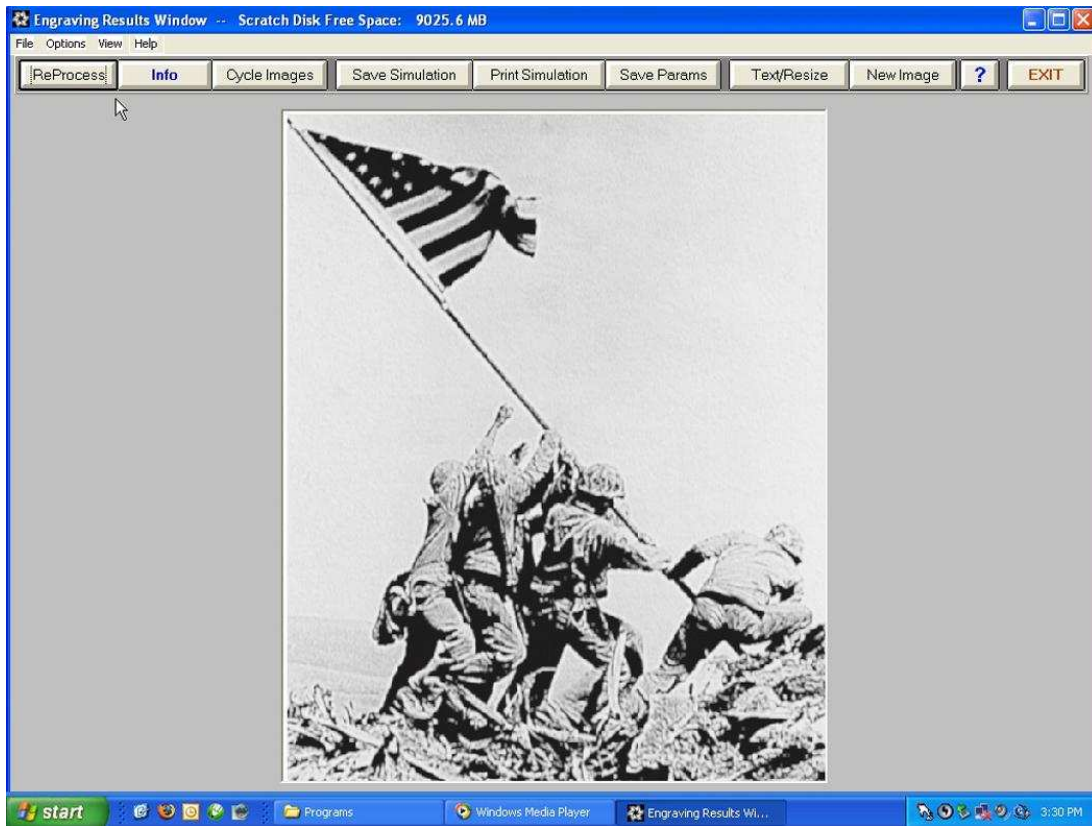 Engraving Results Window -- Scratch Disk Free Space: 9025.6 MB
File Options View Help
ReProcess Info Cycle Images Save Simulation Print Simulation Save Params Text/Resize New Image ? EXIT
start Programs Windows Media Player Engraving Results Wi... 3:30 PM